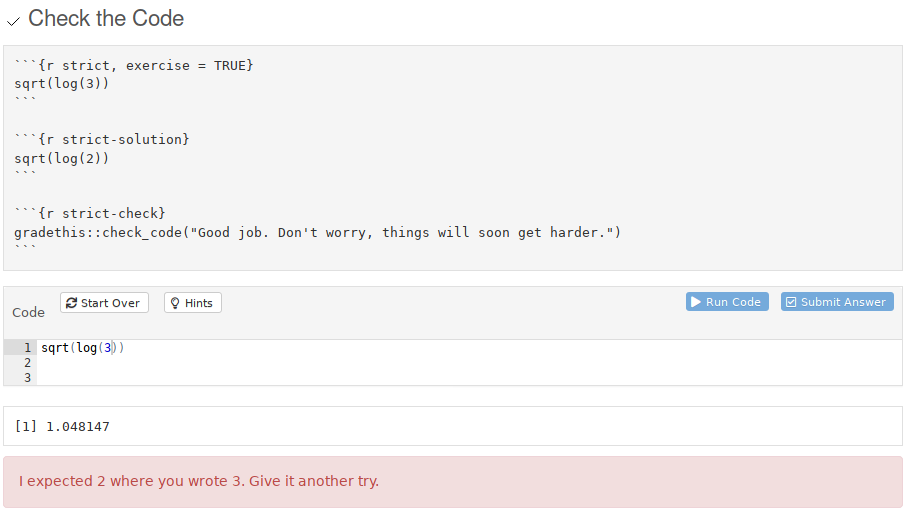 Check the Code
```{r strict, exercise = TRUE}
sqrt(log(3))
```
```{r strict-solution}
sqrt(log(2))
```
```{r strict-check}
gradethis::check_code("Good job. Don't worry, things will soon get harder.")
```
Code Start Over Hints Run Code Submit Answer
1 sqrt(log(3))
2
3
[1] 1.048147
I expected 2 where you wrote 3. Give it another try.